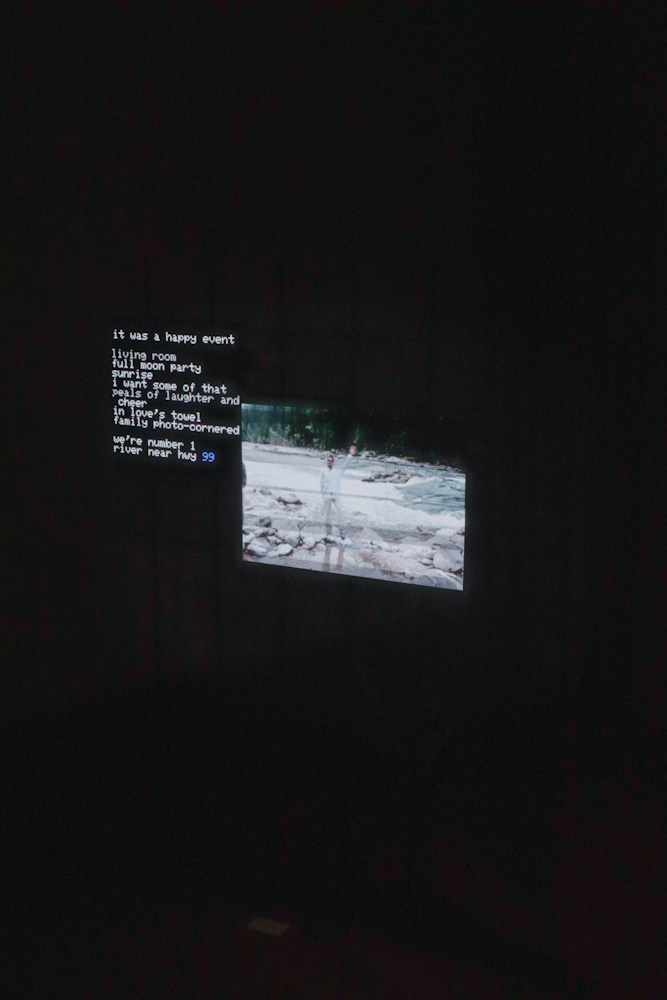 it was a happy event
living room
full moon party
sunrise
i want some of that
peals of laughter and
cheer
in love's towel
family photo-cornered
we're number 1
river near hwy 99